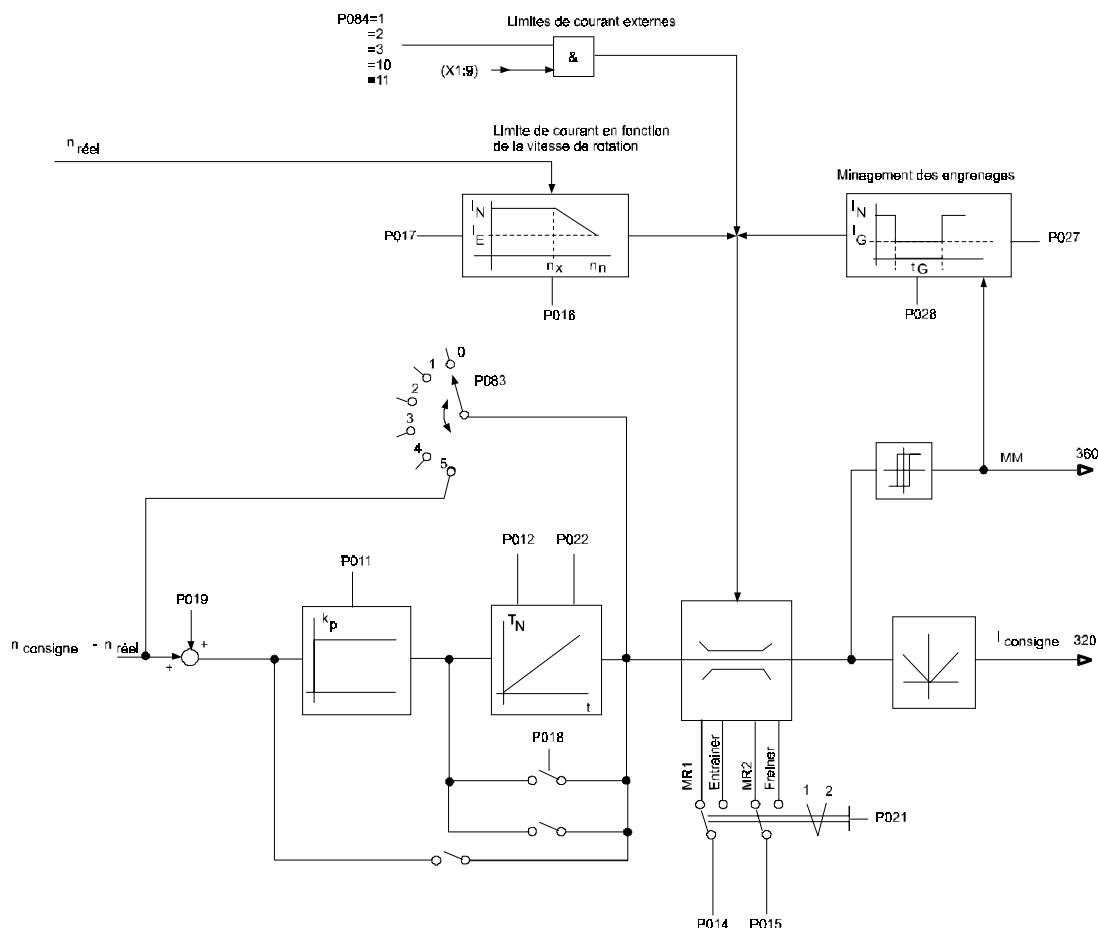 P084=1
=2
=3
=10
=11
Limites de courant externes
&
(X1:9)
n réel
Limite de courant en fonction
de la vitesse de rotation
Minagement des engrenages
I N
I E
n x
n n
P017
P016
I N
I G
t G
P027
P028
0
1
2
3
4
5
P083
MM
360
P012
P022
P011
P019
k p
T N
t
n consigne - n réel
+
+
I consigne 320
P018
MR1
Entraîner
MR2
Freiner
1 2
P021
P014
P015